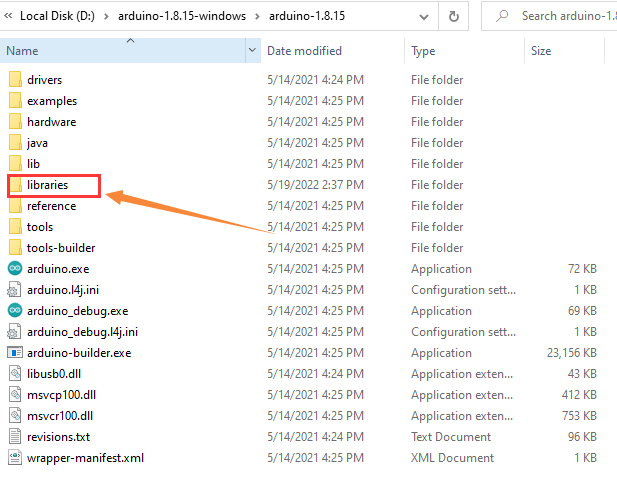 « Local Disk (D:) › arduino-1.8.15-windows › arduino-1.8.15 Search arduino-1.8
Name Date modified Type Size
drivers 5/14/2021 4:24 PM File folder
examples 5/14/2021 4:25 PM File folder
hardware 5/14/2021 4:25 PM File folder
java 5/14/2021 4:25 PM File folder
lib 5/14/2021 4:25 PM File folder
libraries 5/19/2022 2:37 PM File folder
reference 5/14/2021 4:25 PM File folder
tools 5/14/2021 4:25 PM File folder
tools-builder 5/14/2021 4:25 PM File folder
arduino.exe 5/14/2021 4:25 PM Application 72 KB
arduino.l4j.ini 5/14/2021 4:25 PM Configuration sett... 1 KB
arduino_debug.exe 5/14/2021 4:25 PM Application 69 KB
arduino_debug.l4j.ini 5/14/2021 4:25 PM Configuration sett... 1 KB
arduino-builder.exe 5/14/2021 4:25 PM Application 23,156 KB
libusb0.dll 5/14/2021 4:24 PM Application exten... 43 KB
msvcp100.dll 5/14/2021 4:25 PM Application exten... 412 KB
msvcr100.dll 5/14/2021 4:25 PM Application exten... 753 KB
revisions.txt 5/14/2021 4:24 PM Text Document 96 KB
wrapper-manifest.xml 5/14/2021 4:25 PM XML Document 1 KB